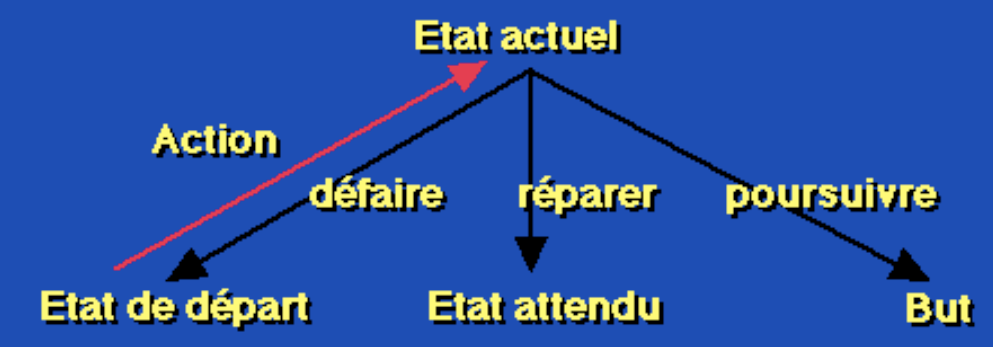 Etat actuel
Action
défaire réparer poursuivre
Etat de départ Etat attendu But